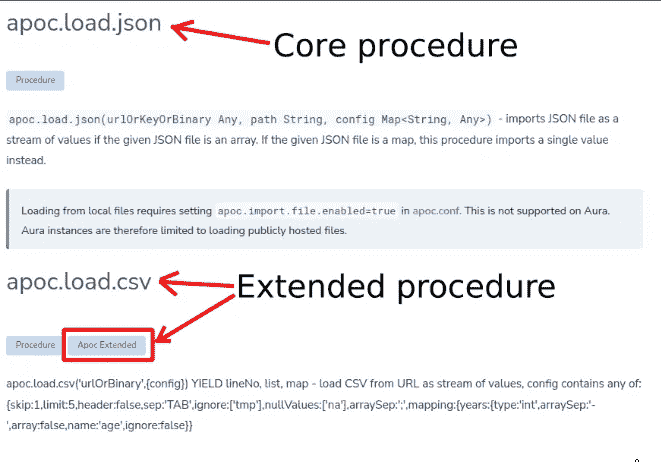 apoc.load.json
Core procedure
Procedure
apoc.load.json(urlOrKeyOrBinary Any, path String, config Map<String, Any>) - imports JSON file as a
stream of values if the given JSON file is an array. If the given JSON file is a map, this procedure imports a single value
instead.
Loading from local files requires setting apoc.import.file.enabled=true in apoc.conf. This is not supported on Aura.
Aura instances are therefore limited to loading publicly hosted files.
apoc.load.csv
Extended procedure
Procedure Apoc Extended
apoc.load.csv('urlOrBinary',{config}) YIELD lineNo, list, map - load CSV from URL as stream of values, config contains any of:
{skip:1,limit:5,header:false,sep:'TAB',ignore:['tmp'],nullValues:['na'],arraySep:';',mapping:{years:{type:'int',arraySep:'-
',array:false,name:'age',ignore:false}}